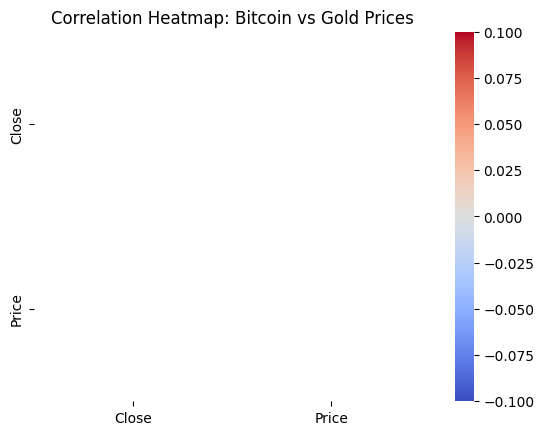 Correlation Heatmap: Bitcoin vs Gold Prices
Close
Price
Close
Price
0.100
0.075
0.050
0.025
0.000
−0.025
−0.050
−0.075
−0.100